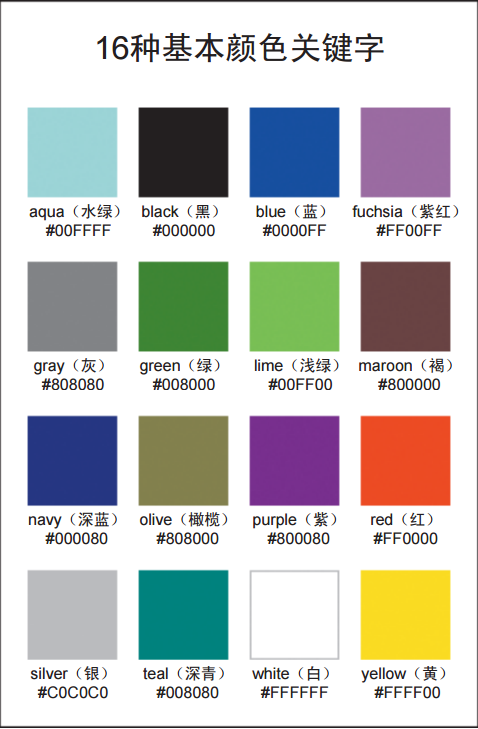 16种基本颜色关键字
aqua（水绿） black（黑） blue（蓝） fuchsia（紫红）
#00FFFF #000000 #0000FF #FF00FF
gray（灰） green（绿） lime（浅绿） maroon（褐）
#808080 #008000 #00FF00 #800000
navy（深蓝） olive（橄榄） purple（紫） red（红）
#000080 #808000 #800080 #FF0000
silver（银） teal（深青） white（白） yellow（黄）
#C0C0C0 #008080 #FFFFFF #FFFF00